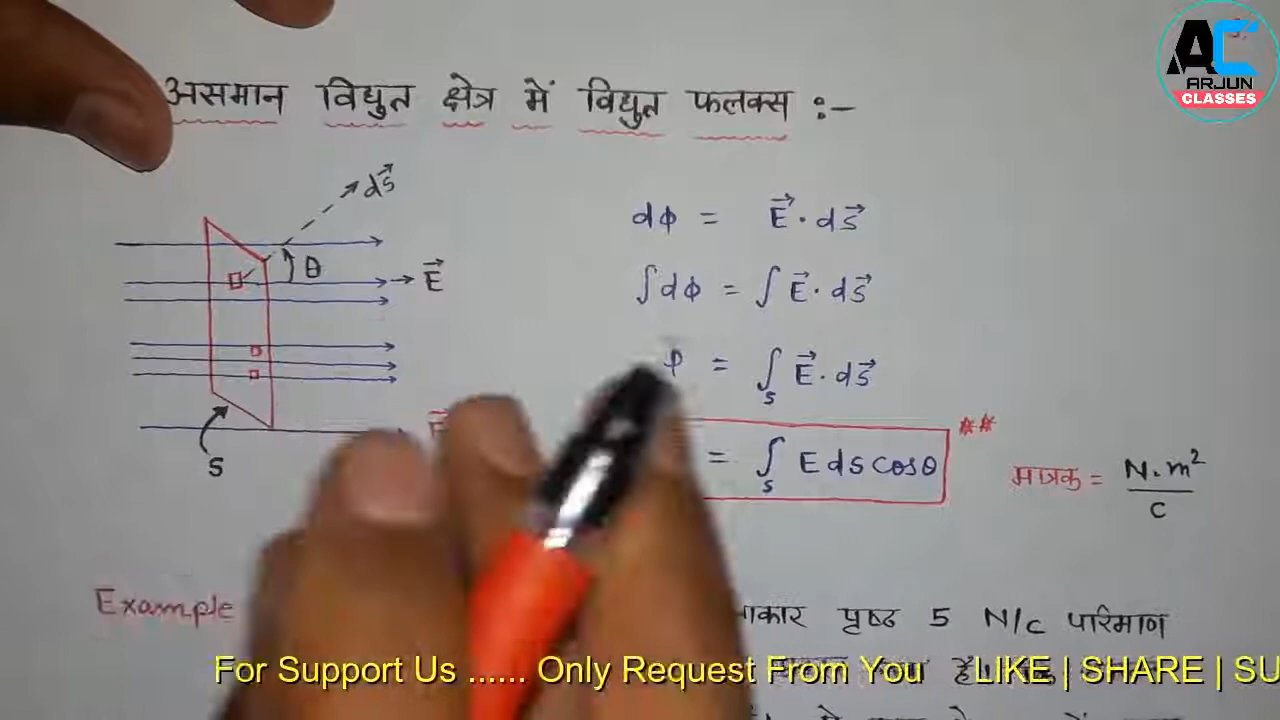 असमान विद्युत क्षेत्र में विद्युत फलक्स :-
AC
ARJUN
CLASSES
ds⃗
θ
E⃗
S
dϕ = E⃗ · ds⃗
∫dϕ = ∫ E⃗ · ds⃗
ϕ = ∫s E⃗ · ds⃗
= ∫s E ds cosθ
**
मात्रक = N·m²/C
Example
पृष्ठ 5 N/C परिमाण
For Support Us ...... Only Request From You LIKE | SHARE | SU